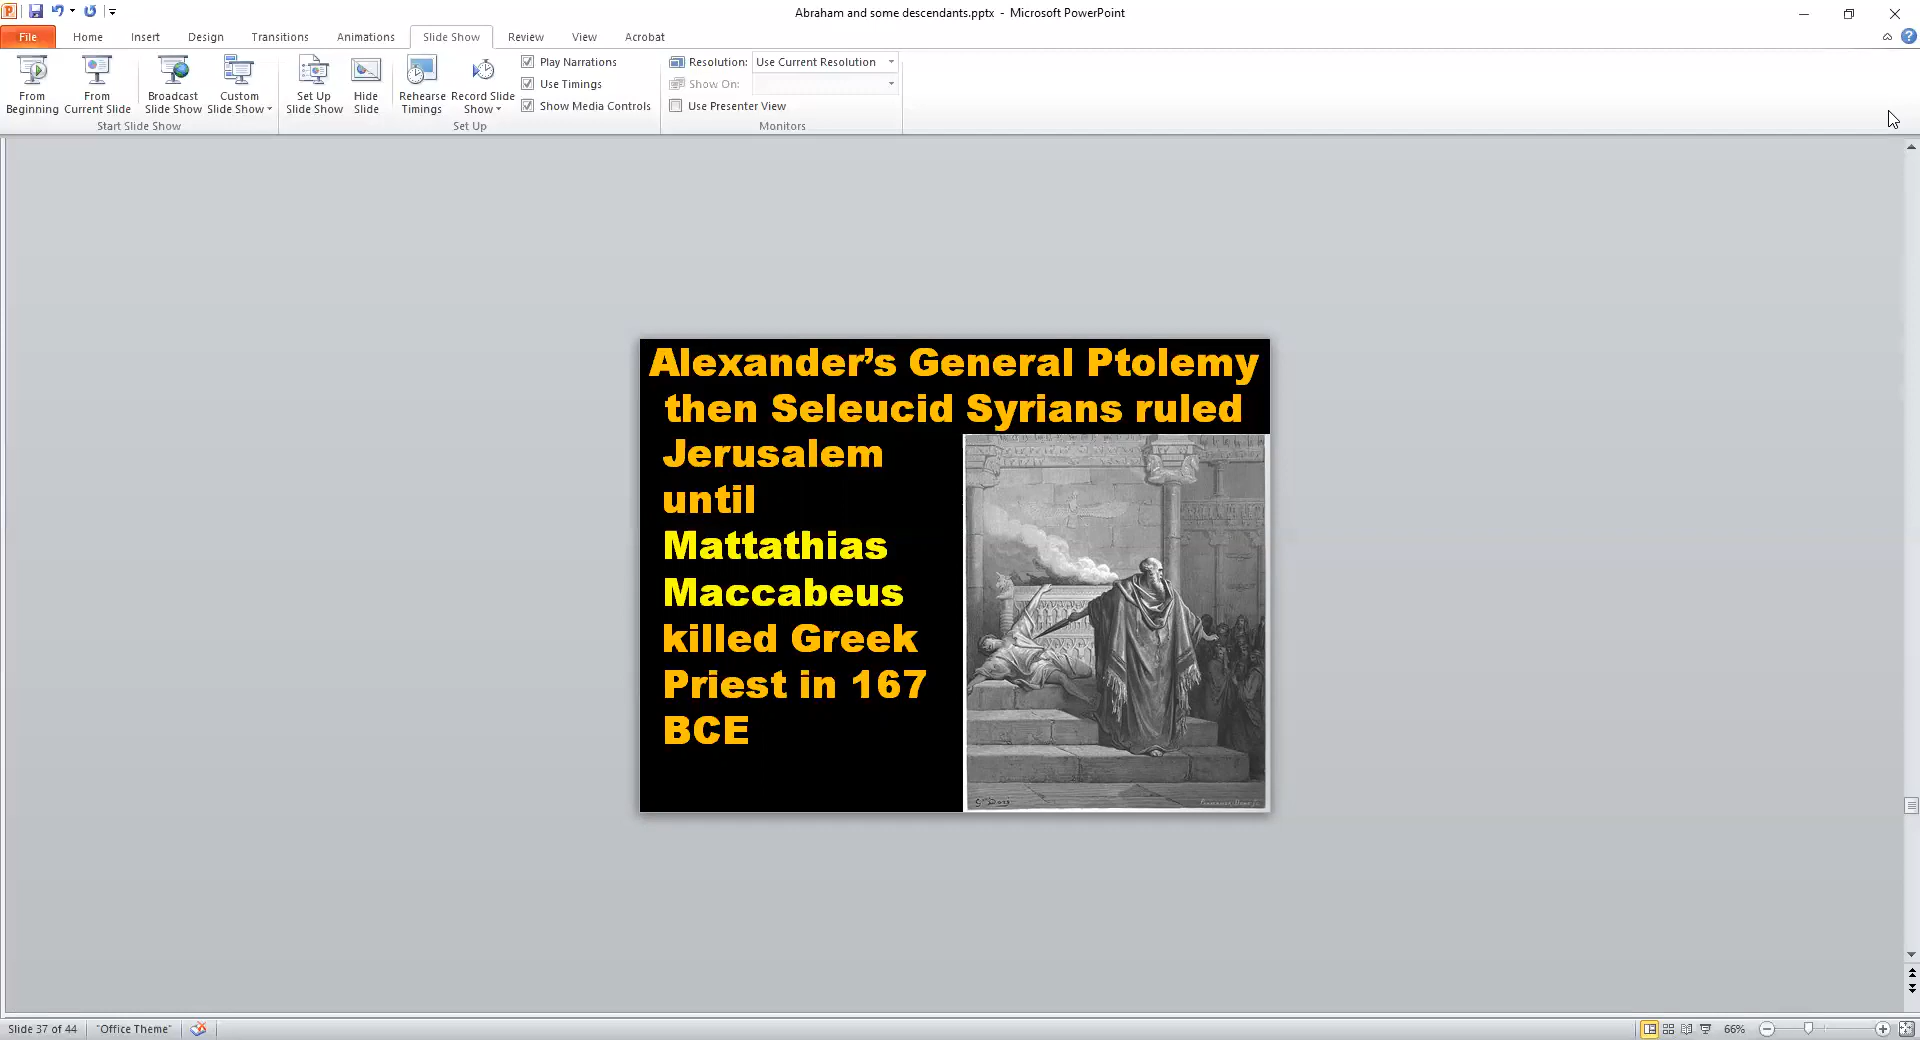 Abraham and some descendants.pptx - Microsoft PowerPoint
File Home Insert Design Transitions Animations Slide Show Review View Acrobat
From Beginning
From Current Slide
Broadcast Slide Show
Custom Slide Show
Start Slide Show
Set Up Slide Show
Hide Slide
Rehearse Timings
Record Slide Show
Play Narrations
Use Timings
Show Media Controls
Set Up
Resolution: Use Current Resolution
Show On:
Use Presenter View
Monitors
Alexander’s General Ptolemy
then Seleucid Syrians ruled
Jerusalem
until
Mattathias
Maccabeus
killed Greek
Priest in 167
BCE
Slide 37 of 44 "Office Theme" 66%